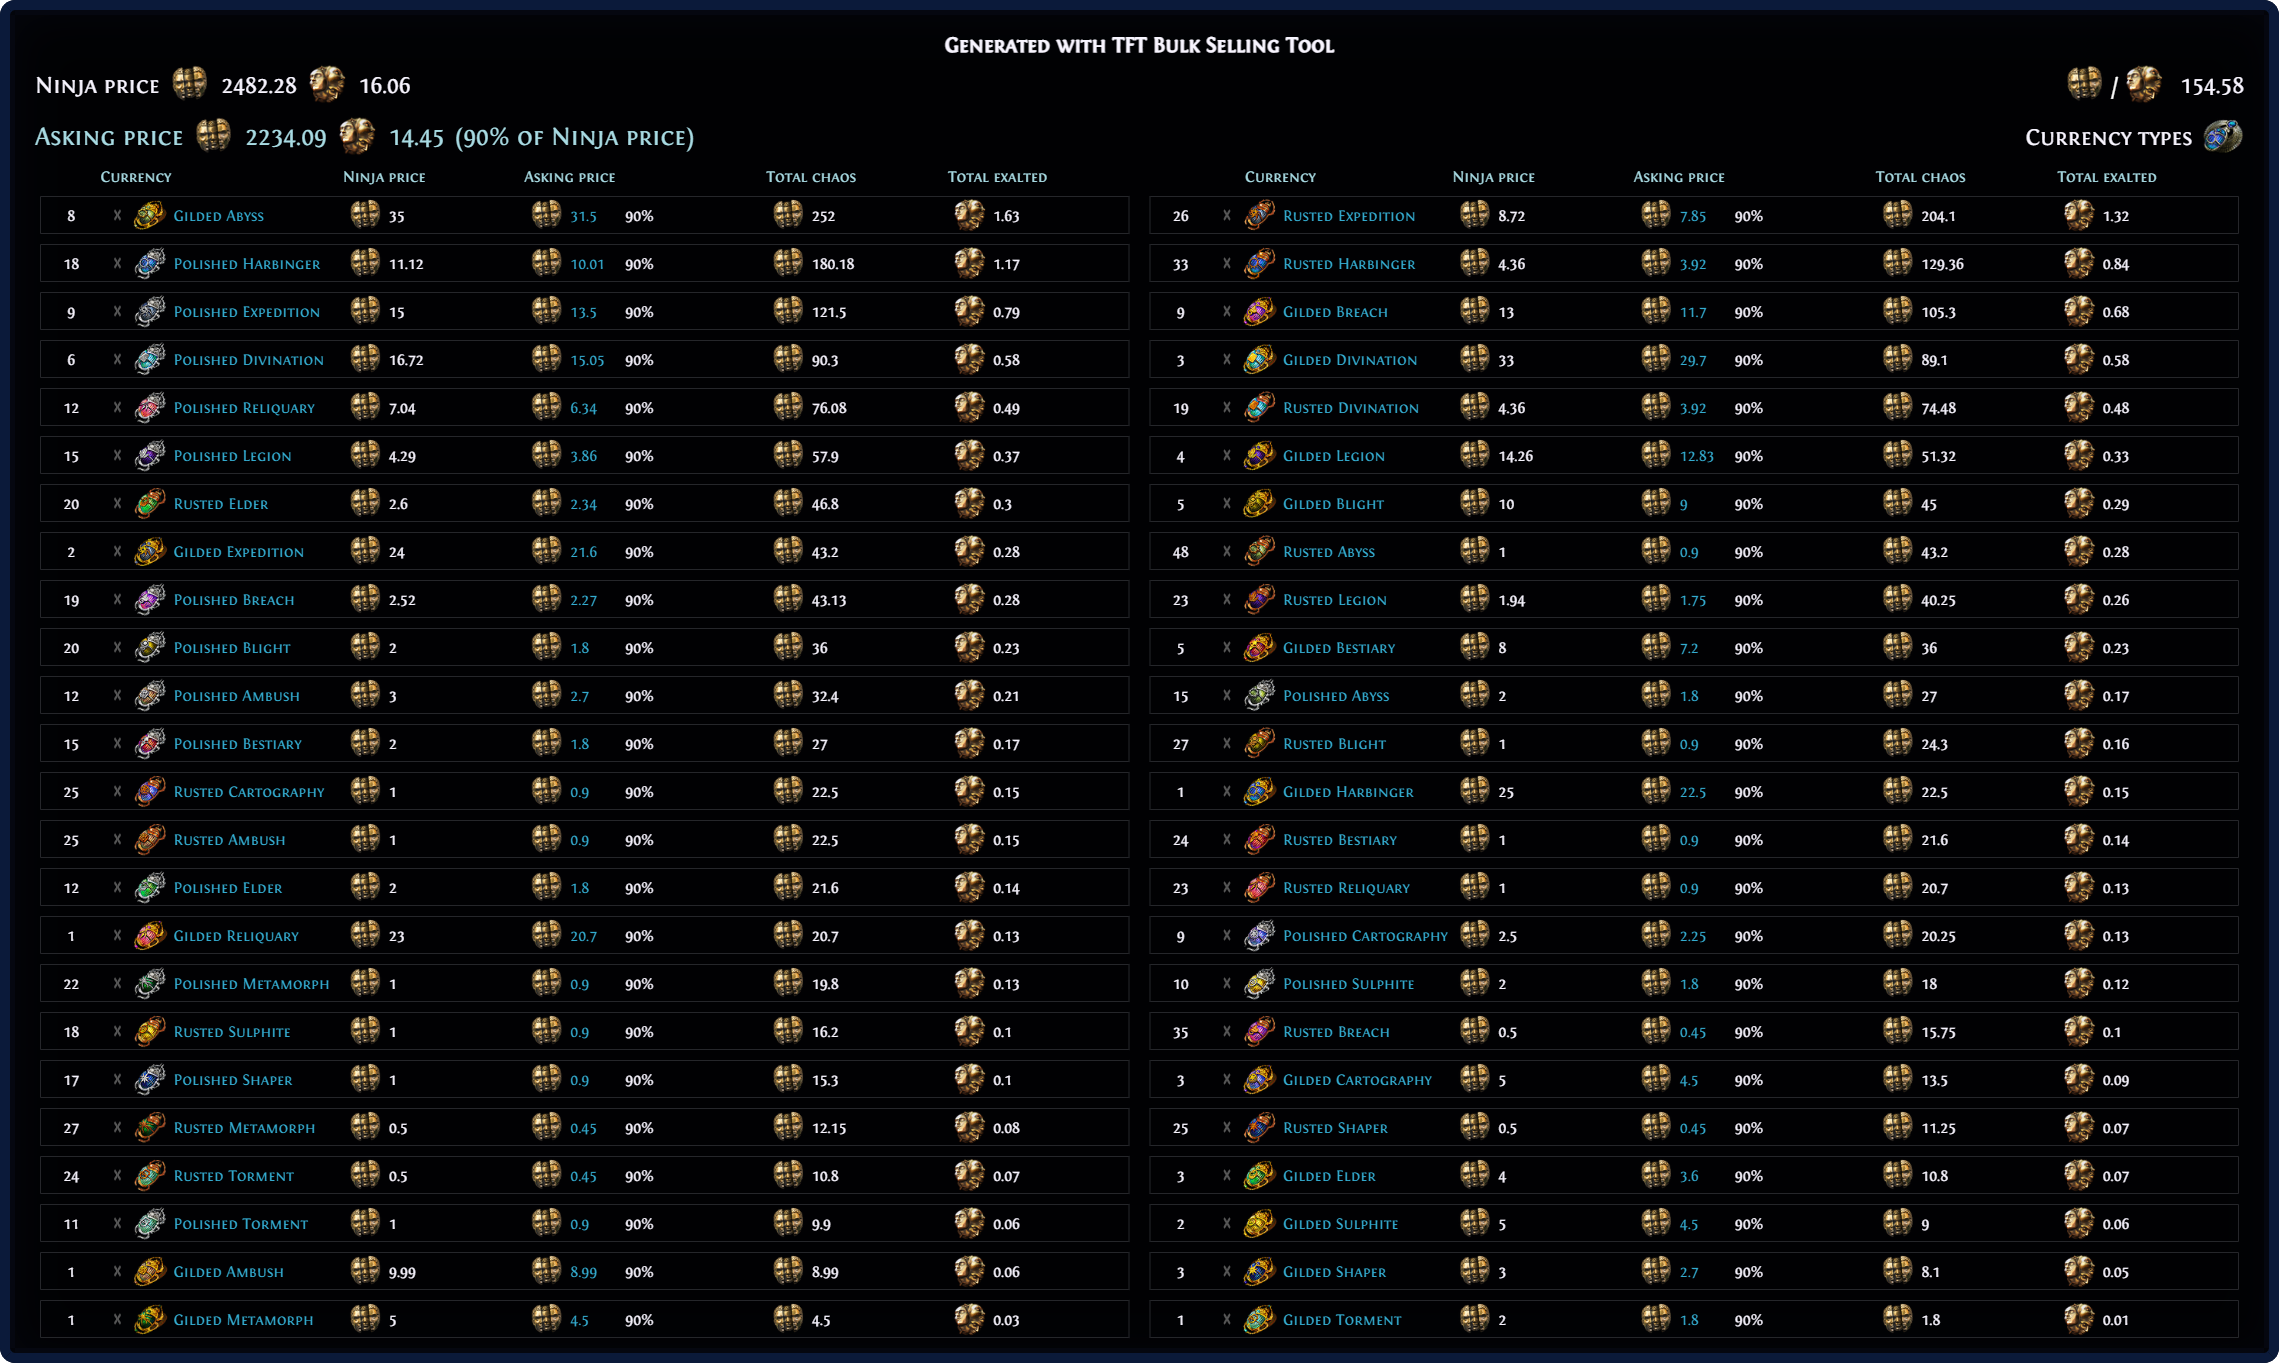 Generated with TFT Bulk Selling Tool
Ninja price 2482.28 16.06 / 154.58
Asking price 2234.09 14.45 (90% of Ninja price) Currency types
Currency Ninja price Asking price Total chaos Total exalted Currency Ninja price Asking price Total chaos Total exalted
8 x Gilded Abyss 35 31.5 90% 252 1.63 26 x Rusted Expedition 8.72 7.85 90% 204.1 1.32
18 x Polished Harbinger 11.12 10.01 90% 180.18 1.17 33 x Rusted Harbinger 4.36 3.92 90% 129.36 0.84
9 x Polished Expedition 15 13.5 90% 121.5 0.79 9 x Gilded Breach 13 11.7 90% 105.3 0.68
6 x Polished Divination 16.72 15.05 90% 90.3 0.58 3 x Gilded Divination 33 29.7 90% 89.1 0.58
12 x Polished Reliquary 7.04 6.34 90% 76.08 0.49 19 x Rusted Divination 4.36 3.92 90% 74.48 0.48
15 x Polished Legion 4.29 3.86 90% 57.9 0.37 4 x Gilded Legion 14.26 12.83 90% 51.32 0.33
20 x Rusted Elder 2.6 2.34 90% 46.8 0.3 5 x Gilded Blight 10 9 90% 45 0.29
2 x Gilded Expedition 24 21.6 90% 43.2 0.28 48 x Rusted Abyss 1 0.9 90% 43.2 0.28
19 x Polished Breach 2.52 2.27 90% 43.13 0.28 23 x Rusted Legion 1.94 1.75 90% 40.25 0.26
20 x Polished Blight 2 1.8 90% 36 0.23 5 x Gilded Bestiary 8 7.2 90% 36 0.23
12 x Polished Ambush 3 2.7 90% 32.4 0.21 15 x Polished Abyss 2 1.8 90% 27 0.17
15 x Polished Bestiary 2 1.8 90% 27 0.17 27 x Rusted Blight 1 0.9 90% 24.3 0.16
25 x Rusted Cartography 1 0.9 90% 22.5 0.15 1 x Gilded Harbinger 25 22.5 90% 22.5 0.15
25 x Rusted Ambush 1 0.9 90% 22.5 0.15 24 x Rusted Bestiary 1 0.9 90% 21.6 0.14
12 x Polished Elder 2 1.8 90% 21.6 0.14 23 x Rusted Reliquary 1 0.9 90% 20.7 0.13
1 x Gilded Reliquary 23 20.7 90% 20.7 0.13 9 x Polished Cartography 2.5 2.25 90% 20.25 0.13
22 x Polished Metamorph 1 0.9 90% 19.8 0.13 10 x Polished Sulphite 2 1.8 90% 18 0.12
18 x Rusted Sulphite 1 0.9 90% 16.2 0.1 35 x Rusted Breach 0.5 0.45 90% 15.75 0.1
17 x Polished Shaper 1 0.9 90% 15.3 0.1 3 x Gilded Cartography 5 4.5 90% 13.5 0.09
27 x Rusted Metamorph 0.5 0.45 90% 12.15 0.08 25 x Rusted Shaper 0.5 0.45 90% 11.25 0.07
24 x Rusted Torment 0.5 0.45 90% 10.8 0.07 3 x Gilded Elder 4 3.6 90% 10.8 0.07
11 x Polished Torment 1 0.9 90% 9.9 0.06 2 x Gilded Sulphite 5 4.5 90% 9 0.06
1 x Gilded Ambush 9.99 8.99 90% 8.99 0.06 3 x Gilded Shaper 3 2.7 90% 8.1 0.05
1 x Gilded Metamorph 5 4.5 90% 4.5 0.03 1 x Gilded Torment 2 1.8 90% 1.8 0.01